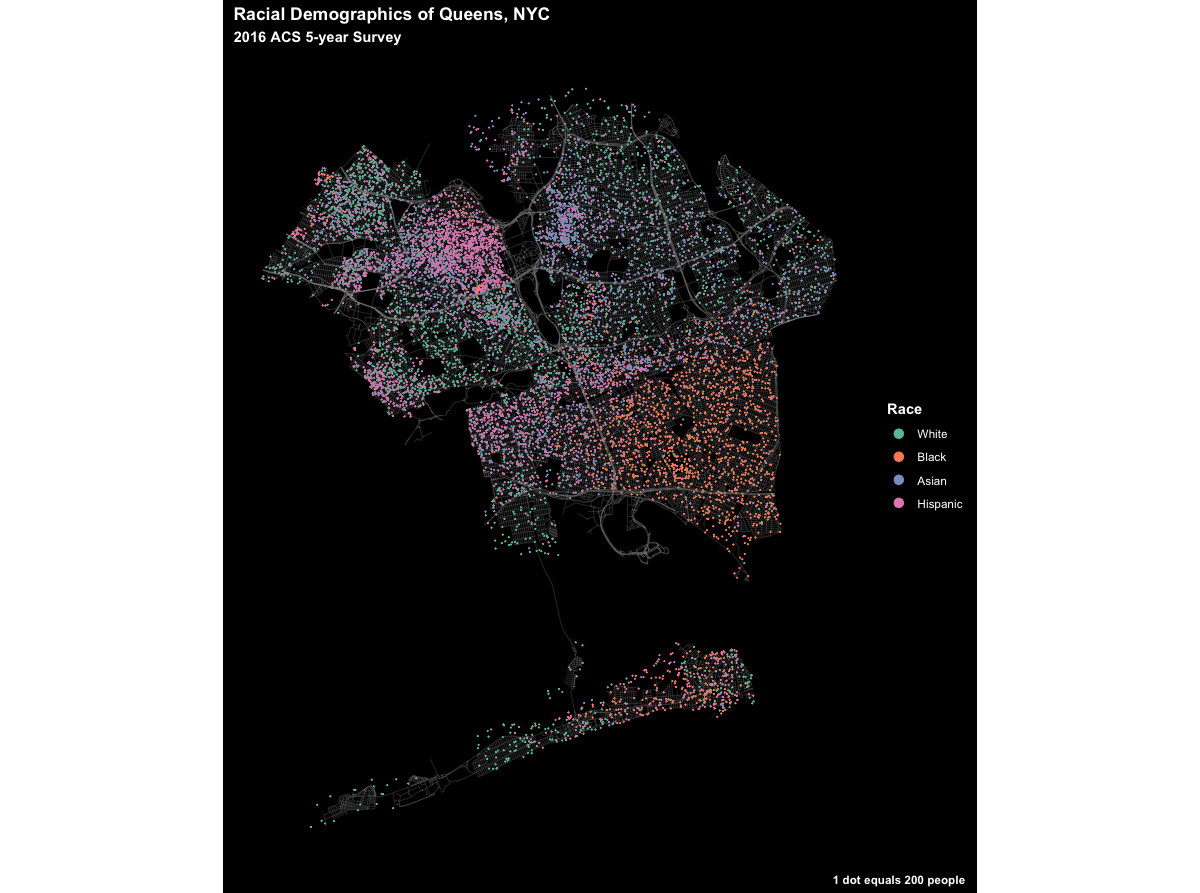 Racial Demographics of Queens, NYC
2016 ACS 5-year Survey
Race
White
Black
Asian
Hispanic
1 dot equals 200 people